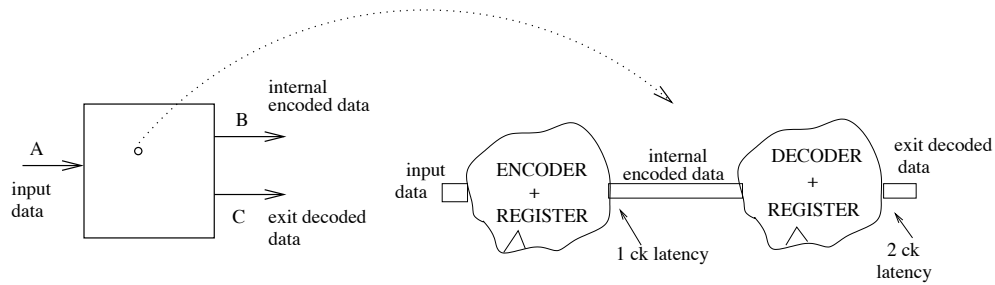 A
input
data
internal
encoded data
B
C
exit decoded
data
input
data
ENCODER
+
REGISTER
internal
encoded data
1 ck latency
DECODER
+
REGISTER
exit decoded
data
2 ck
latency